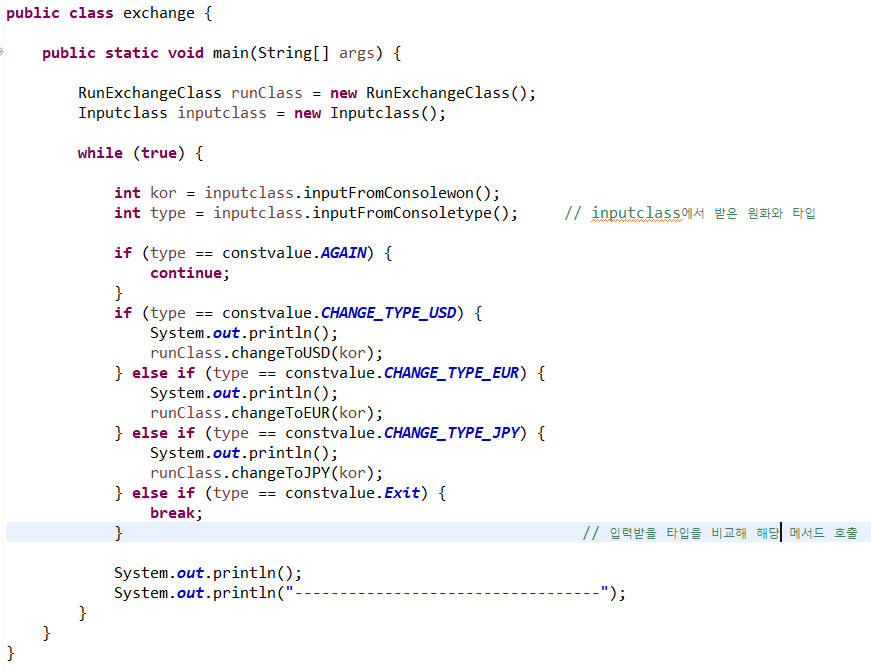 public class exchange {
public static void main(String[] args) {
RunExchangeClass runClass = new RunExchangeClass();
Inputclass inputclass = new Inputclass();
while (true) {
int kor = inputclass.inputFromConsolewon();
int type = inputclass.inputFromConsoletype(); // inputclass에서 받은 원화와 타입
if (type == constvalue.AGAIN) {
continue;
}
if (type == constvalue.CHANGE_TYPE_USD) {
System.out.println();
runClass.changeToUSD(kor);
} else if (type == constvalue.CHANGE_TYPE_EUR) {
System.out.println();
runClass.changeToEUR(kor);
} else if (type == constvalue.CHANGE_TYPE_JPY) {
System.out.println();
runClass.changeToJPY(kor);
} else if (type == constvalue.Exit) {
break;
} // 입력받을 타입을 비교해 해당 메서드 호출
System.out.println();
System.out.println("----------------------------------");
}
}
}